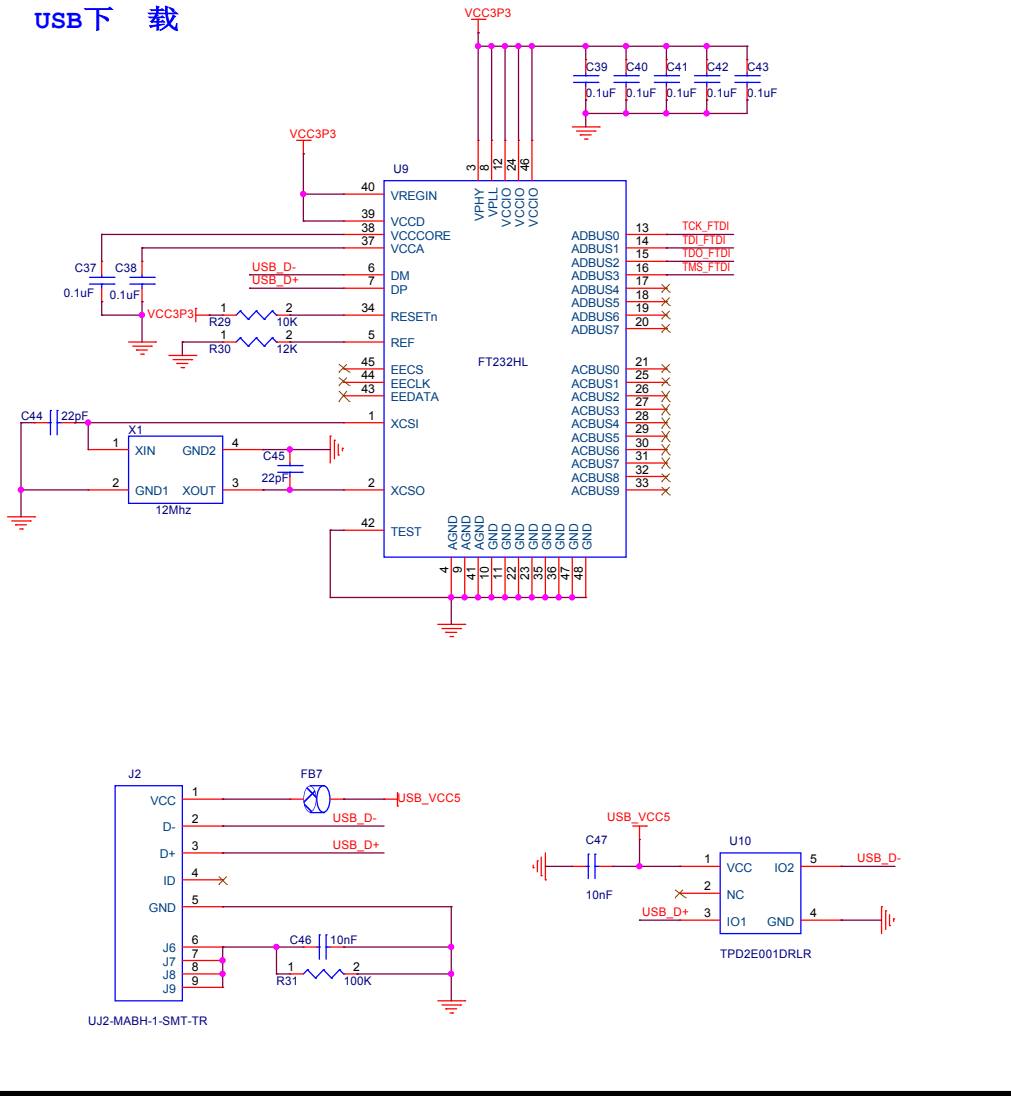 USB下 载
VCC3P3
C39 C40 C41 C42 C43
0.1uF 0.1uF 0.1uF 0.1uF 0.1uF
VCC3P3
U9
3 8 12 24 46
VPHY VPLL VCCIO VCCIO VCCIO
40 VREGIN
39 VCCD
38 VCCCORE
37 VCCA
C37 C38
0.1uF 0.1uF
USB_D- 6 DM
USB_D+ 7 DP
VCC3P3 1 2 34 RESETn
R29 10K
1 2 5 REF
R30 12K
45 EECS
44 EECLK
43 EEDATA
FT232HL
ADBUS0 13 TCK_FTDI
ADBUS1 14 TDI_FTDI
ADBUS2 15 TDO_FTDI
ADBUS3 16 TMS_FTDI
ADBUS4 17
ADBUS5 18
ADBUS6 19
ADBUS7 20
ACBUS0 21
ACBUS1 25
ACBUS2 26
ACBUS3 27
ACBUS4 28
ACBUS5 29
ACBUS6 30
ACBUS7 31
ACBUS8 32
ACBUS9 33
C44 22pF 1 XCSI
X1
1 XIN GND2 4
C45
22pF
2 GND1 XOUT 3 2 XCSO
12Mhz
42 TEST
AGND AGND AGND GND GND GND GND GND GND GND GND
4 9 41 10 11 22 23 35 36 47 48
J2 FB7
VCC 1 USB_VCC5
D- 2 USB_D-
D+ 3 USB_D+
ID 4
GND 5
J6 6 C46 10nF
J7 7
J8 8 1 2
J9 9 R31 100K
UJ2-MABH-1-SMT-TR
USB_VCC5
C47 U10
10nF
1 VCC IO2 5 USB_D-
2 NC
USB_D+ 3 IO1 GND 4
TPD2E001DRLR